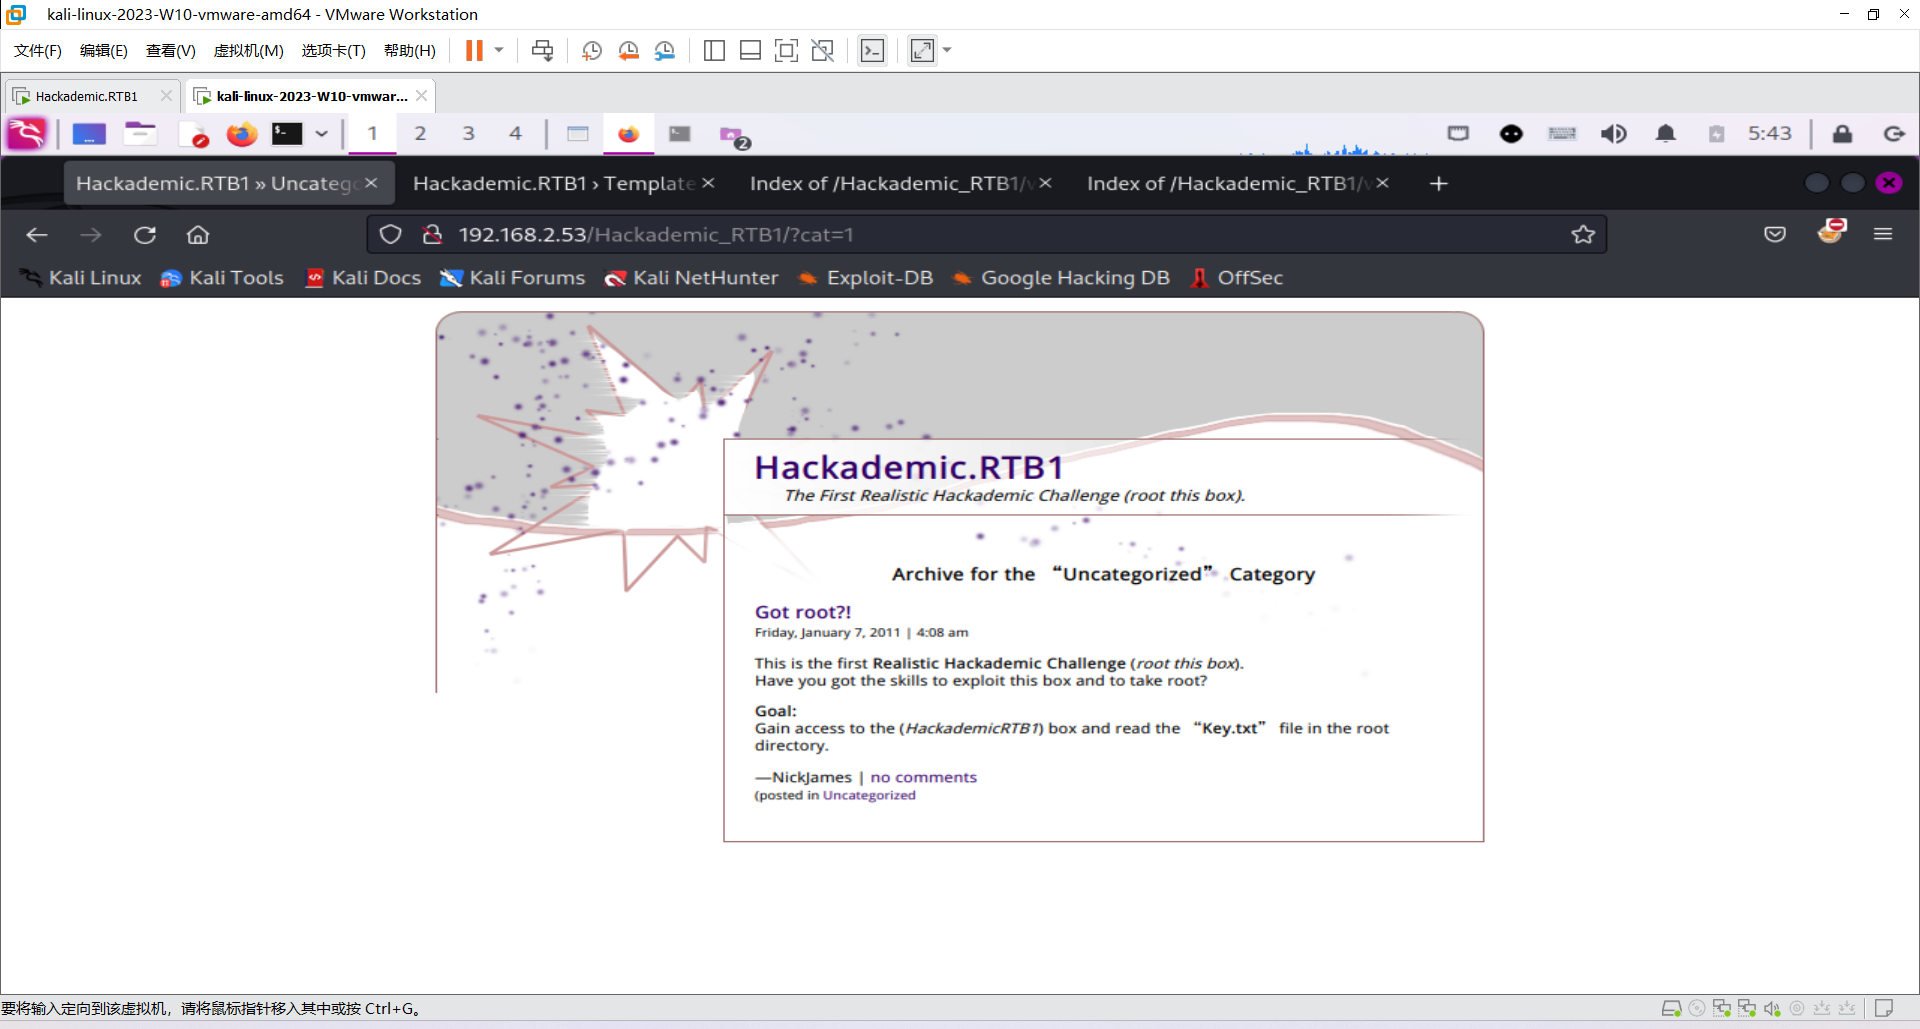 kali-linux-2023-W10-vmware-amd64 - VMware Workstation
文件(F) 编辑(E) 查看(V) 虚拟机(M) 选项卡(T) 帮助(H)
Hackademic.RTB1 kali-linux-2023-W10-vmwar...
1 2 3 4 2 5:43
Hackademic.RTB1 » Uncatego Hackademic.RTB1 › Template Index of /Hackademic_RTB1/ Index of /Hackademic_RTB1/
192.168.2.53/Hackademic_RTB1/?cat=1
Kali Linux Kali Tools Kali Docs Kali Forums Kali NetHunter Exploit-DB Google Hacking DB OffSec
Hackademic.RTB1
The First Realistic Hackademic Challenge (root this box).
Archive for the “Uncategorized” Category
Got root?!
Friday, January 7, 2011 | 4:08 am
This is the first Realistic Hackademic Challenge (root this box).
Have you got the skills to exploit this box and to take root?
Goal:
Gain access to the (HackademicRTB1) box and read the “Key.txt” file in the root
directory.
—NickJames | no comments
(posted in Uncategorized
要将输入定向到该虚拟机，请将鼠标指针移入其中或按 Ctrl+G。